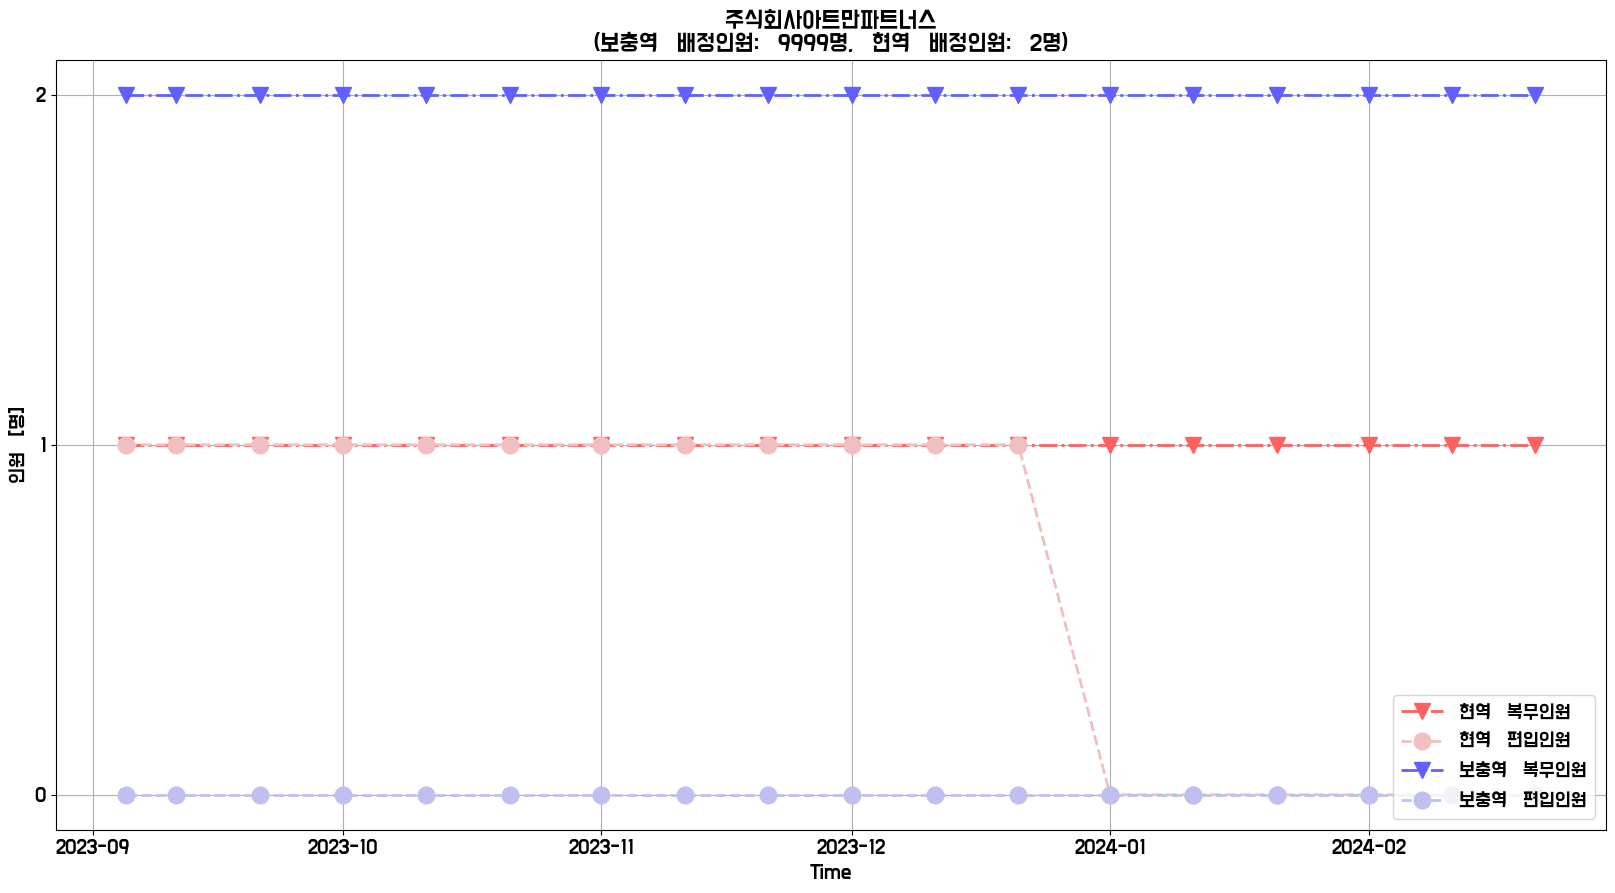 주식회사아트만파트너스
(보충역 배정인원: 9999명, 현역 배정인원: 2명)
2
1
0
인원 [명]
현역 복무인원
현역 편입인원
보충역 복무인원
보충역 편입인원
2023-09
2023-10
2023-11
2023-12
2024-01
2024-02
Time